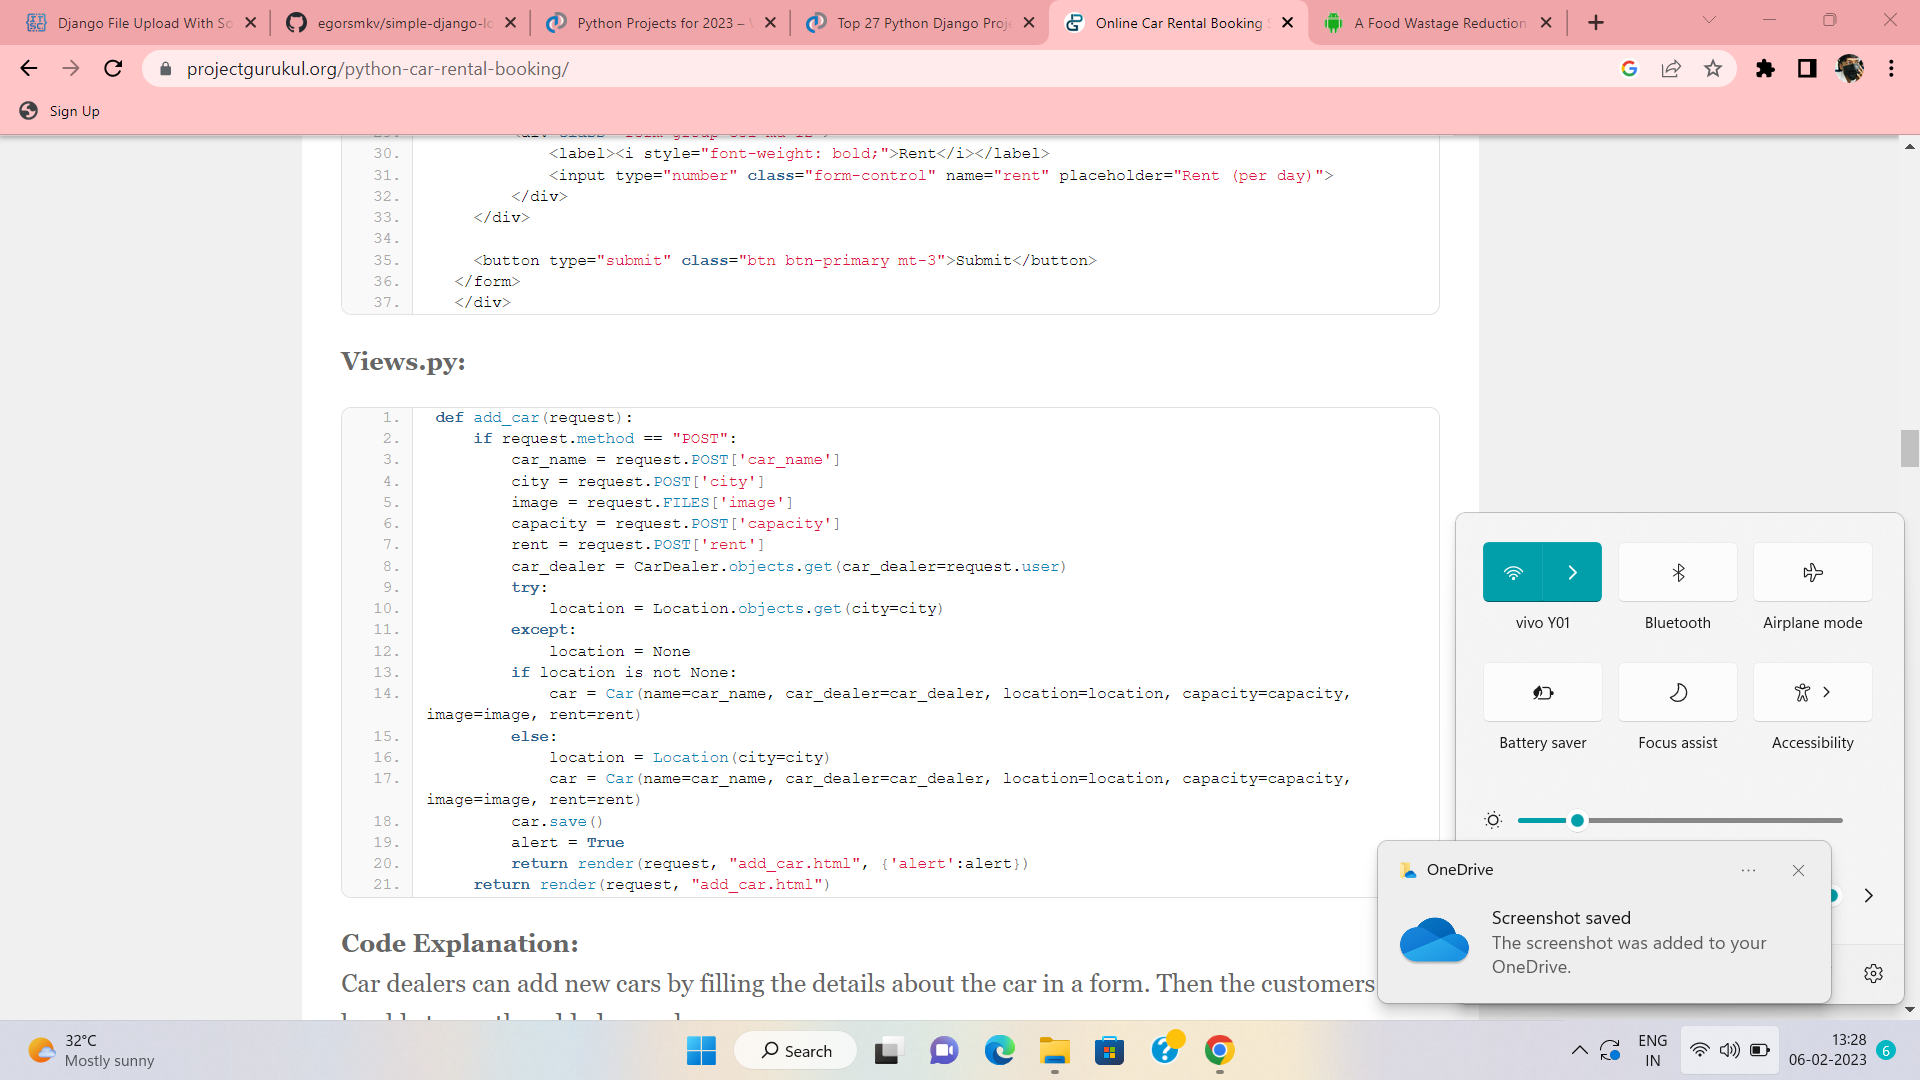 Django File Upload With So
egorsmkv/simple-django-lo
Python Projects for 2023 –
Top 27 Python Django Proje
Online Car Rental Booking
A Food Wastage Reduction
projectgurukul.org/python-car-rental-booking/
Sign Up
30. <label><i style="font-weight: bold;">Rent</i></label>
31. <input type="number" class="form-control" name="rent" placeholder="Rent (per day)">
32. </div>
33. </div>
34.
35. <button type="submit" class="btn btn-primary mt-3">Submit</button>
36. </form>
37. </div>
Views.py:
1. def add_car(request):
2. if request.method == "POST":
3. car_name = request.POST['car_name']
4. city = request.POST['city']
5. image = request.FILES['image']
6. capacity = request.POST['capacity']
7. rent = request.POST['rent']
8. car_dealer = CarDealer.objects.get(car_dealer=request.user)
9. try:
10. location = Location.objects.get(city=city)
11. except:
12. location = None
13. if location is not None:
14. car = Car(name=car_name, car_dealer=car_dealer, location=location, capacity=capacity,
image=image, rent=rent)
15. else:
16. location = Location(city=city)
17. car = Car(name=car_name, car_dealer=car_dealer, location=location, capacity=capacity,
image=image, rent=rent)
18. car.save()
19. alert = True
20. return render(request, "add_car.html", {'alert':alert})
21. return render(request, "add_car.html")
Code Explanation:
Car dealers can add new cars by filling the details about the car in a form. Then the customers
vivo Y01
Bluetooth
Airplane mode
Battery saver
Focus assist
Accessibility
OneDrive
Screenshot saved
The screenshot was added to your
OneDrive.
32°C
Mostly sunny
Search
ENG
IN
13:28
06-02-2023
6